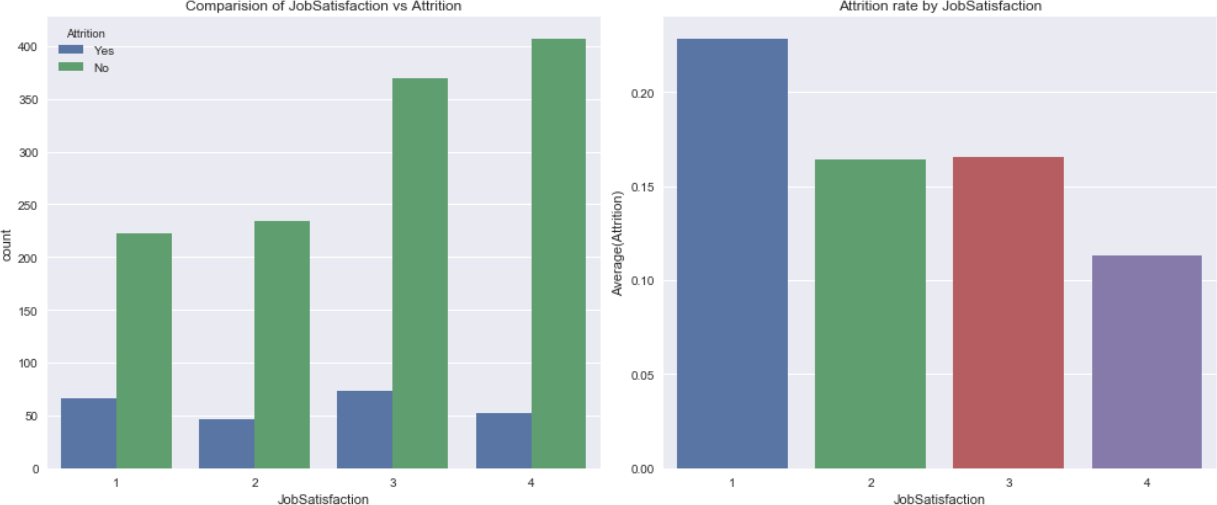 Comparision of JobSatisfaction vs Attrition
Attrition
Yes
No
400
350
300
250
200
150
100
50
0
count
1 2 3 4
JobSatisfaction
Attrition rate by JobSatisfaction
0.20
0.15
0.10
0.05
0.00
Average(Attrition)
1 2 3 4
JobSatisfaction